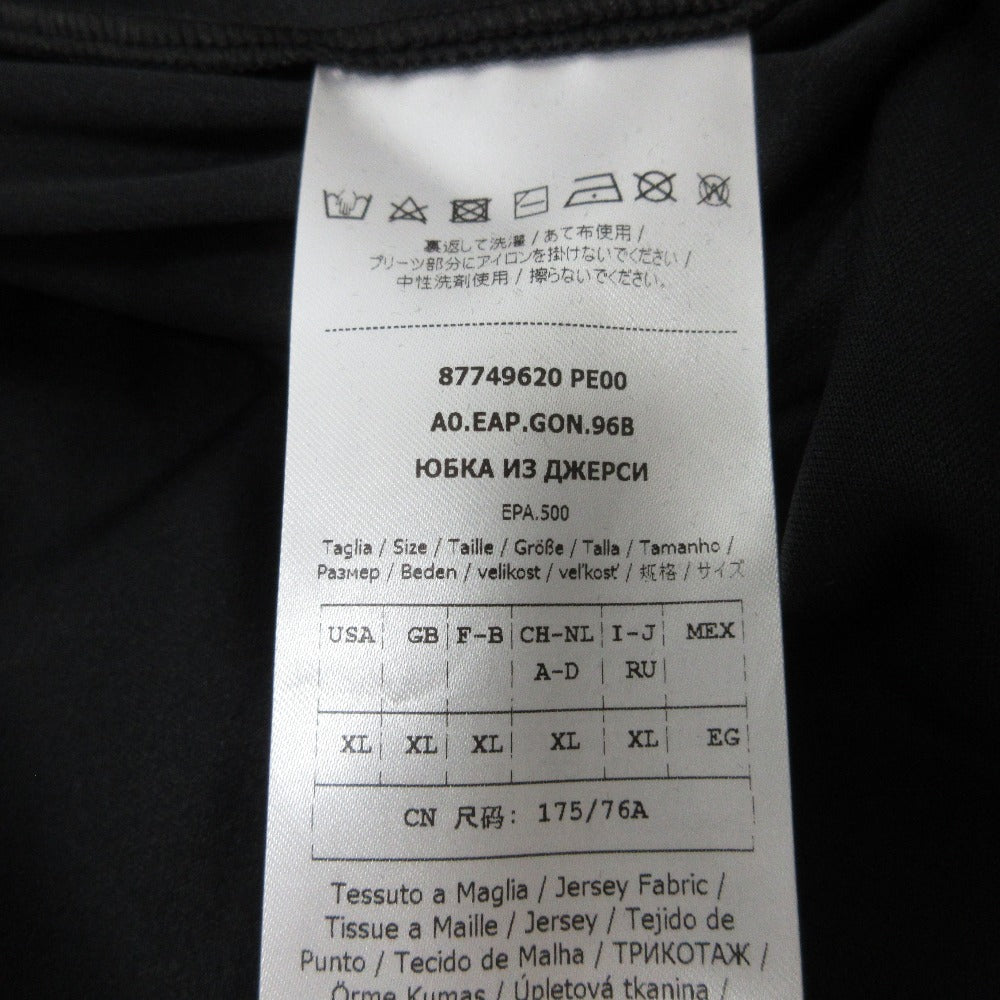 裏返して洗濯 / あて布使用 /
プリーツ部分にアイロンを掛けないでください /
中性洗剤使用 / 擦らないでください。
87749620 PE00
A0.EAP.GON.96B
ЮБКА ИЗ ДЖЕРСИ
EPA.500
Taglia / Size / Taille / Größe / Talla / Tamanho /
Размер / Beden / velikost / veľkosť / 规格 / サイズ
USA GB F-B CH-NL I-J MEX
A-D RU
XL XL XL XL XL EG
CN 尺码: 175/76A
Tessuto a Maglia / Jersey Fabric /
Tissue a Maille / Jersey / Tejido de
Punto / Tecido de Malha / ТРИКОТАЖ /
Örme Kumaş / Úpletová tkanina /